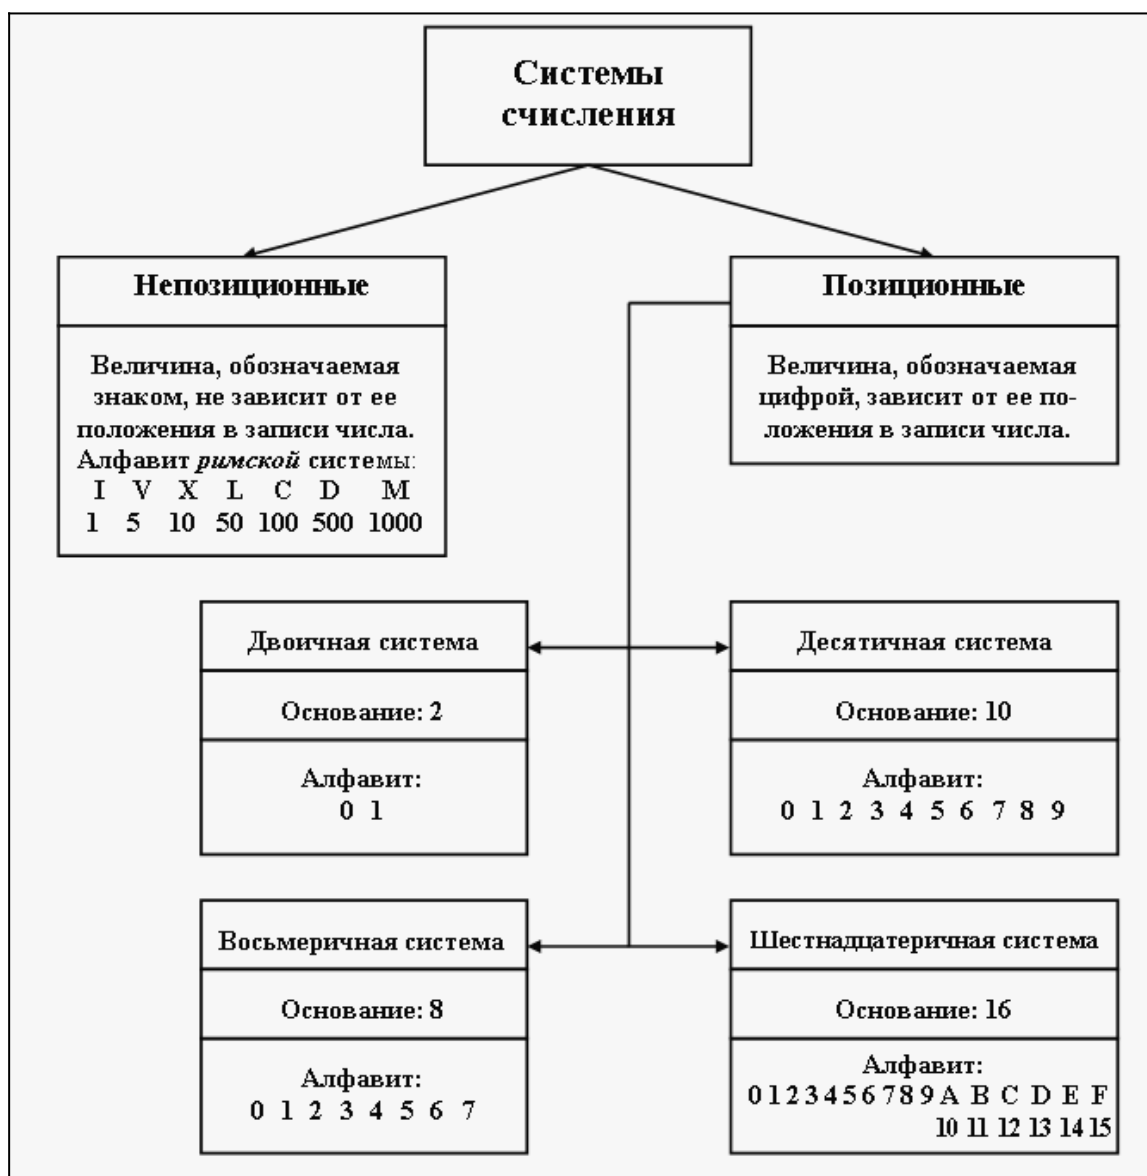 Системы
счисления
Непозиционные
Величина, обозначаемая
знаком, не зависит от ее
положения в записи числа.
Алфавит римской системы:
I V X L C D M
1 5 10 50 100 500 1000
Позиционные
Величина, обозначаемая
цифрой, зависит от ее по-
ложения в записи числа.
Двоичная система
Основание: 2
Алфавит:
0 1
Десятичная система
Основание: 10
Алфавит:
0 1 2 3 4 5 6 7 8 9
Восьмеричная система
Основание: 8
Алфавит:
0 1 2 3 4 5 6 7
Шестнадцатеричная система
Основание: 16
Алфавит:
0 1 2 3 4 5 6 7 8 9 A B C D E F
10 11 12 13 14 15